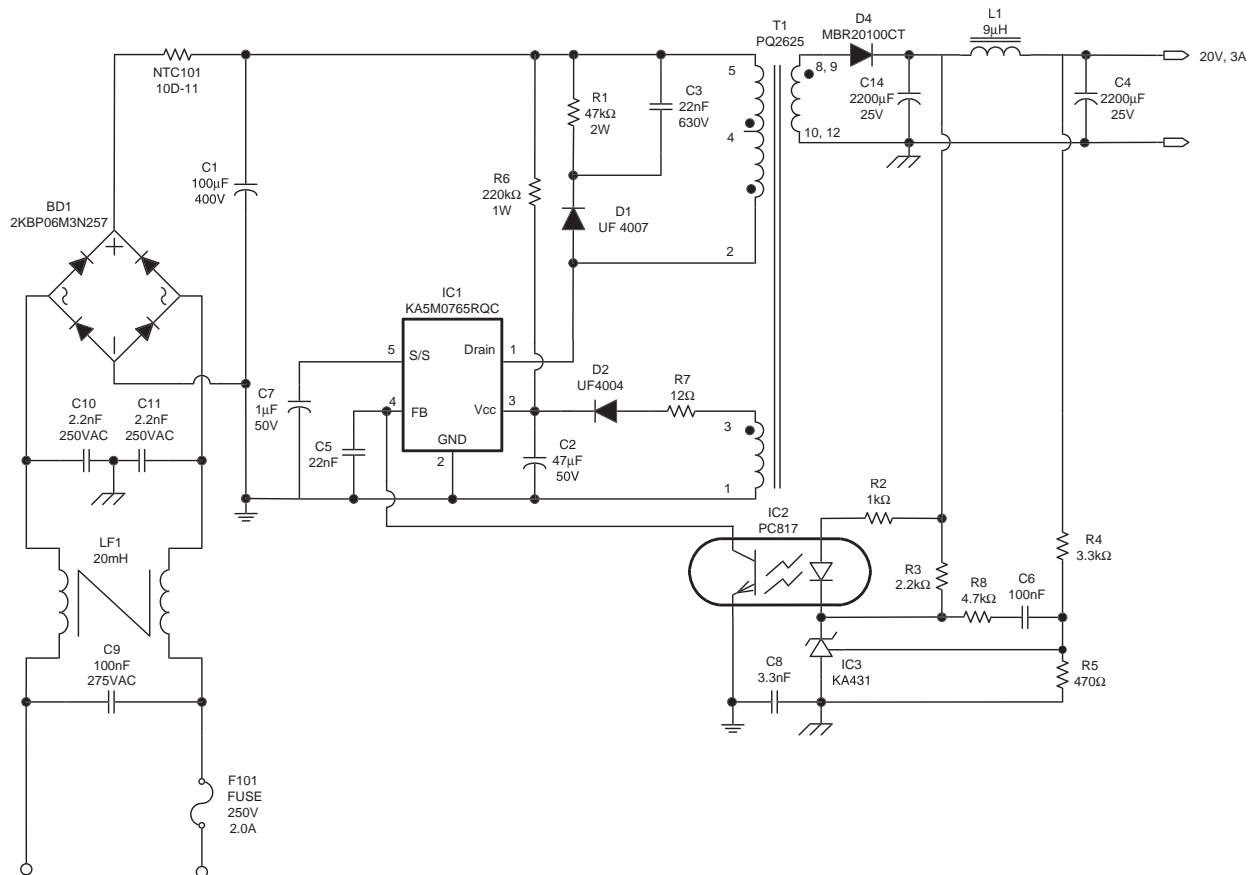 L1
9μH
T1
PQ2625
D4
MBR20100CT
20V, 3A
NTC101
10D-11
5
8, 9
C14
2200μF
25V
C4
2200μF
25V
R1
47kΩ
2W
C3
22nF
630V
4
10, 12
C1
100μF
400V
R6
220kΩ
1W
D1
UF 4007
BD1
2KBP06M3N257
2
IC1
KA5M0765RQC
5
S/S
Drain
1
C7
1μF
50V
D2
UF4004
R7
12Ω
4
FB
Vcc
3
3
C10
2.2nF
250VAC
C11
2.2nF
250VAC
C5
22nF
GND
2
C2
47μF
50V
1
R2
1kΩ
IC2
PC817
LF1
20mH
R4
3.3kΩ
R3
2.2kΩ
R8
4.7kΩ
C6
100nF
C9
100nF
275VAC
C8
3.3nF
IC3
KA431
R5
470Ω
F101
FUSE
250V
2.0A